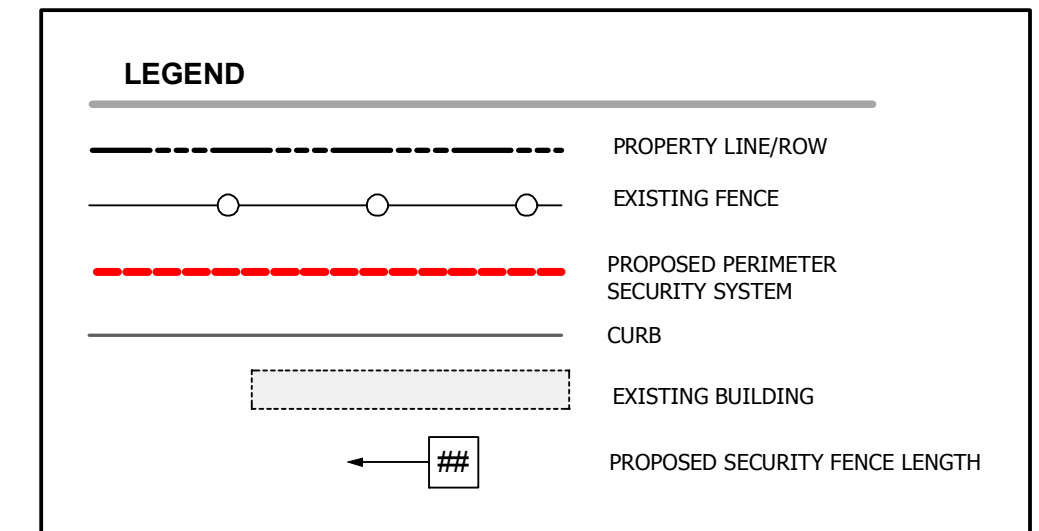 LEGEND
PROPERTY LINE/ROW
EXISTING FENCE
PROPOSED PERIMETER
SECURITY SYSTEM
CURB
EXISTING BUILDING
##
PROPOSED SECURITY FENCE LENGTH